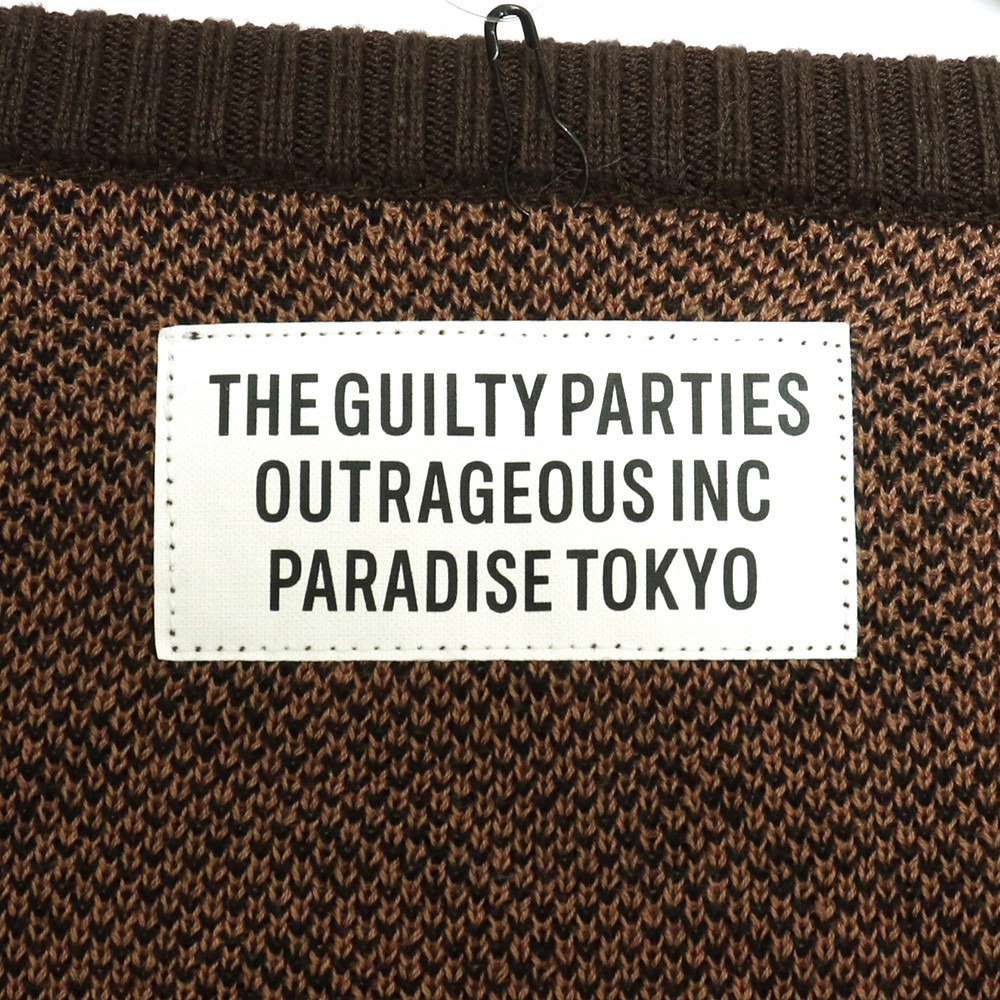 THE GUILTY PARTIES
OUTRAGEOUS INC
PARADISE TOKYO